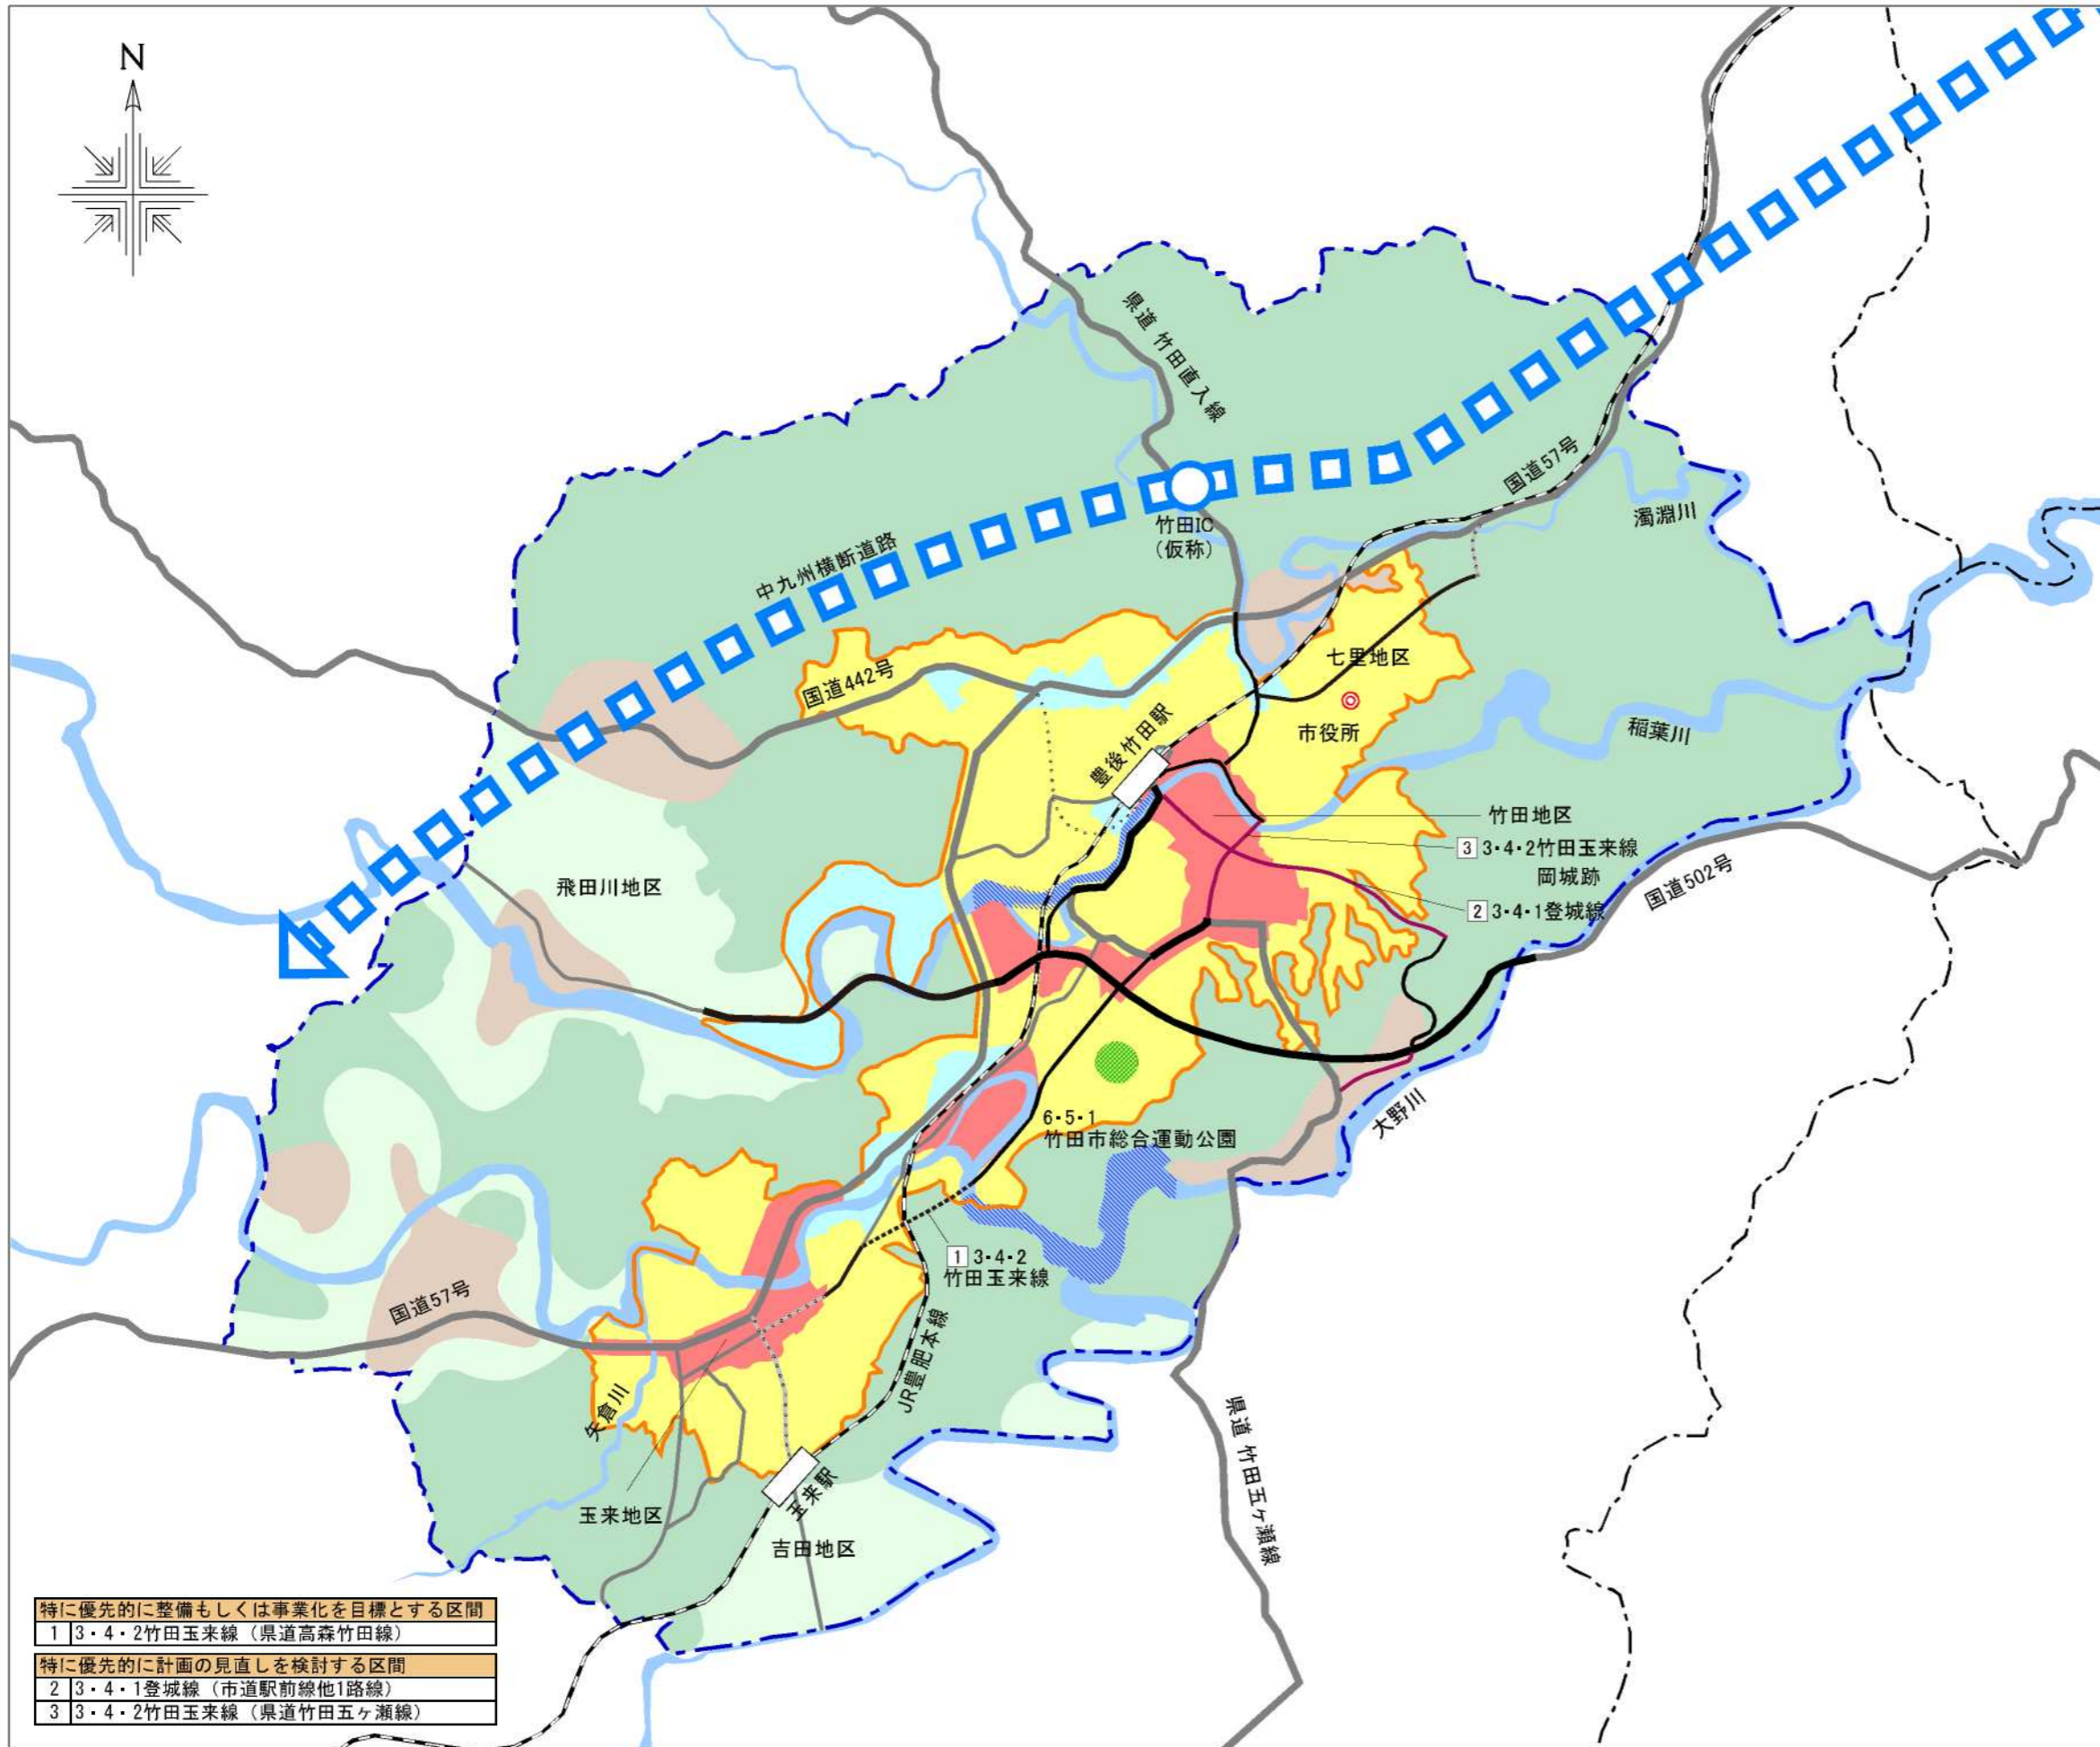 N
県道 竹田直入線
国道57号
濁淵川
竹田IC
（仮称）
中九州横断道路
国道442号
七里地区
市役所
豊後竹田駅
稲葉川
竹田地区
3 3・4・2竹田玉来線
岡城跡
2 3・4・1登城線
国道502号
飛田川地区
大野川
6・5・1
竹田市総合運動公園
1 3・4・2
竹田玉来線
国道57号
JR豊肥本線
矢倉川
県道 竹田五ヶ瀬線
玉来駅
玉来地区
吉田地区
特に優先的に整備もしくは事業化を目標とする区間
1 3・4・2竹田玉来線（県道高森竹田線）
特に優先的に計画の見直しを検討する区間
2 3・4・1登城線（市道駅前線他1路線）
3 3・4・2竹田玉来線（県道竹田五ヶ瀬線）